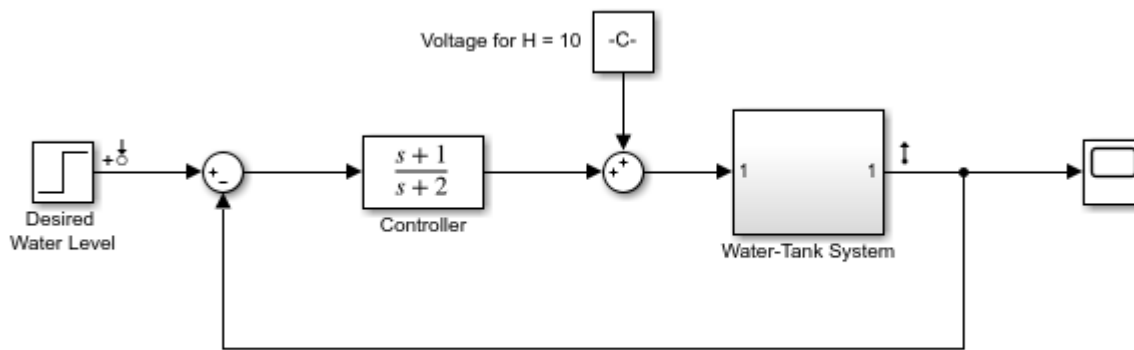 Voltage for H = 10
-C-
+
+
-
s + 1
s + 2
+
+
1
1
Desired
Water Level
Controller
Water-Tank System